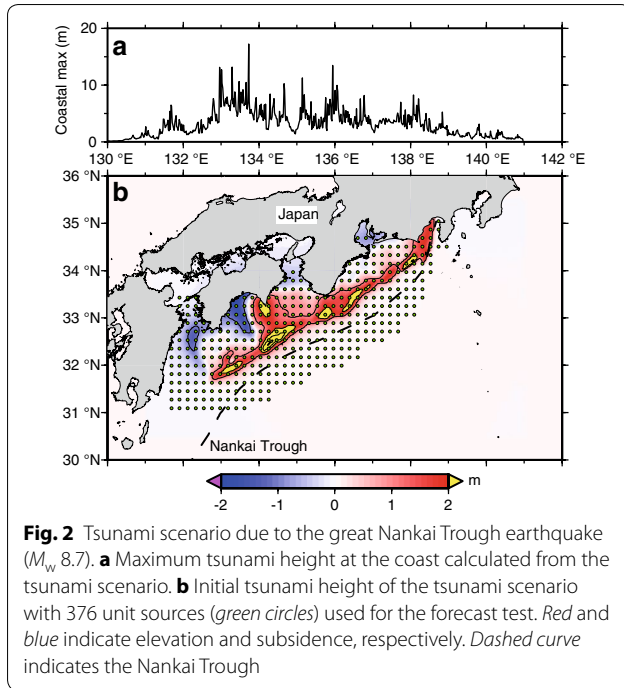 a
Coastal max (m)
20
10
0
130 °E 132 °E 134 °E 136 °E 138 °E 140 °E 142 °E
b
36 °N
35 °N
34 °N
33 °N
32 °N
31 °N
30 °N
Japan
Nankai Trough
-2 -1 0 1 2 m
Fig. 2 Tsunami scenario due to the great Nankai Trough earthquake
(Mw 8.7). a Maximum tsunami height at the coast calculated from the
tsunami scenario. b Initial tsunami height of the tsunami scenario
with 376 unit sources (green circles) used for the forecast test. Red and
blue indicate elevation and subsidence, respectively. Dashed curve
indicates the Nankai Trough